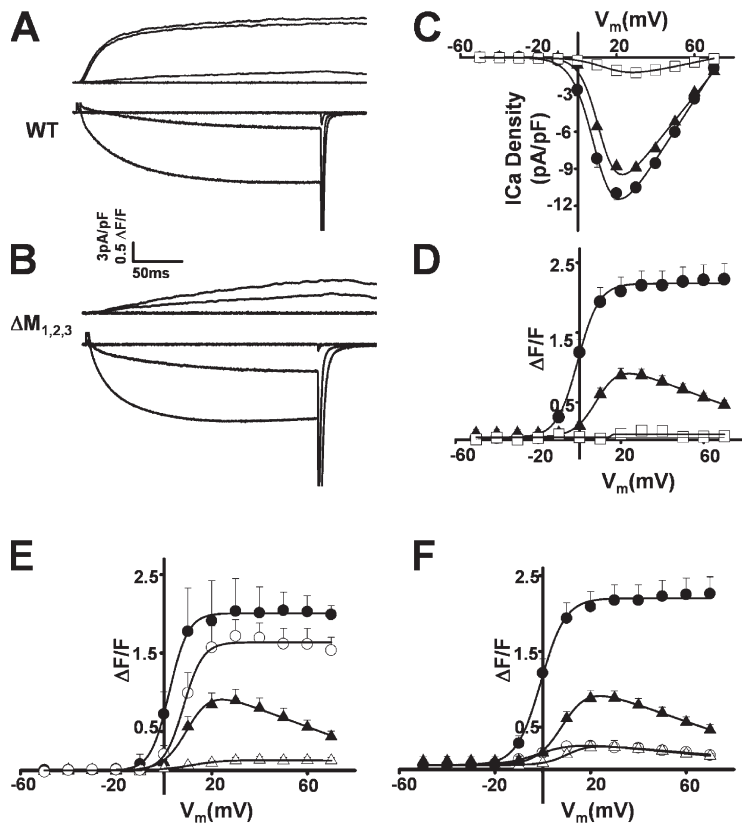 A
WT
3pA/pF
0.5 ΔF/F
50ms
B
ΔM1,2,3
C
Vm(mV)
-60 -20 20 60
-3
-6
-9
-12
ICa Density
(pA/pF)
D
2.5
1.5
0.5
ΔF/F
-60 -20 20 60
Vm(mV)
E
2.5
1.5
0.5
ΔF/F
-60 -20 20 60
Vm(mV)
F
2.5
1.5
0.5
ΔF/F
-60 -20 20 60
Vm(mV)